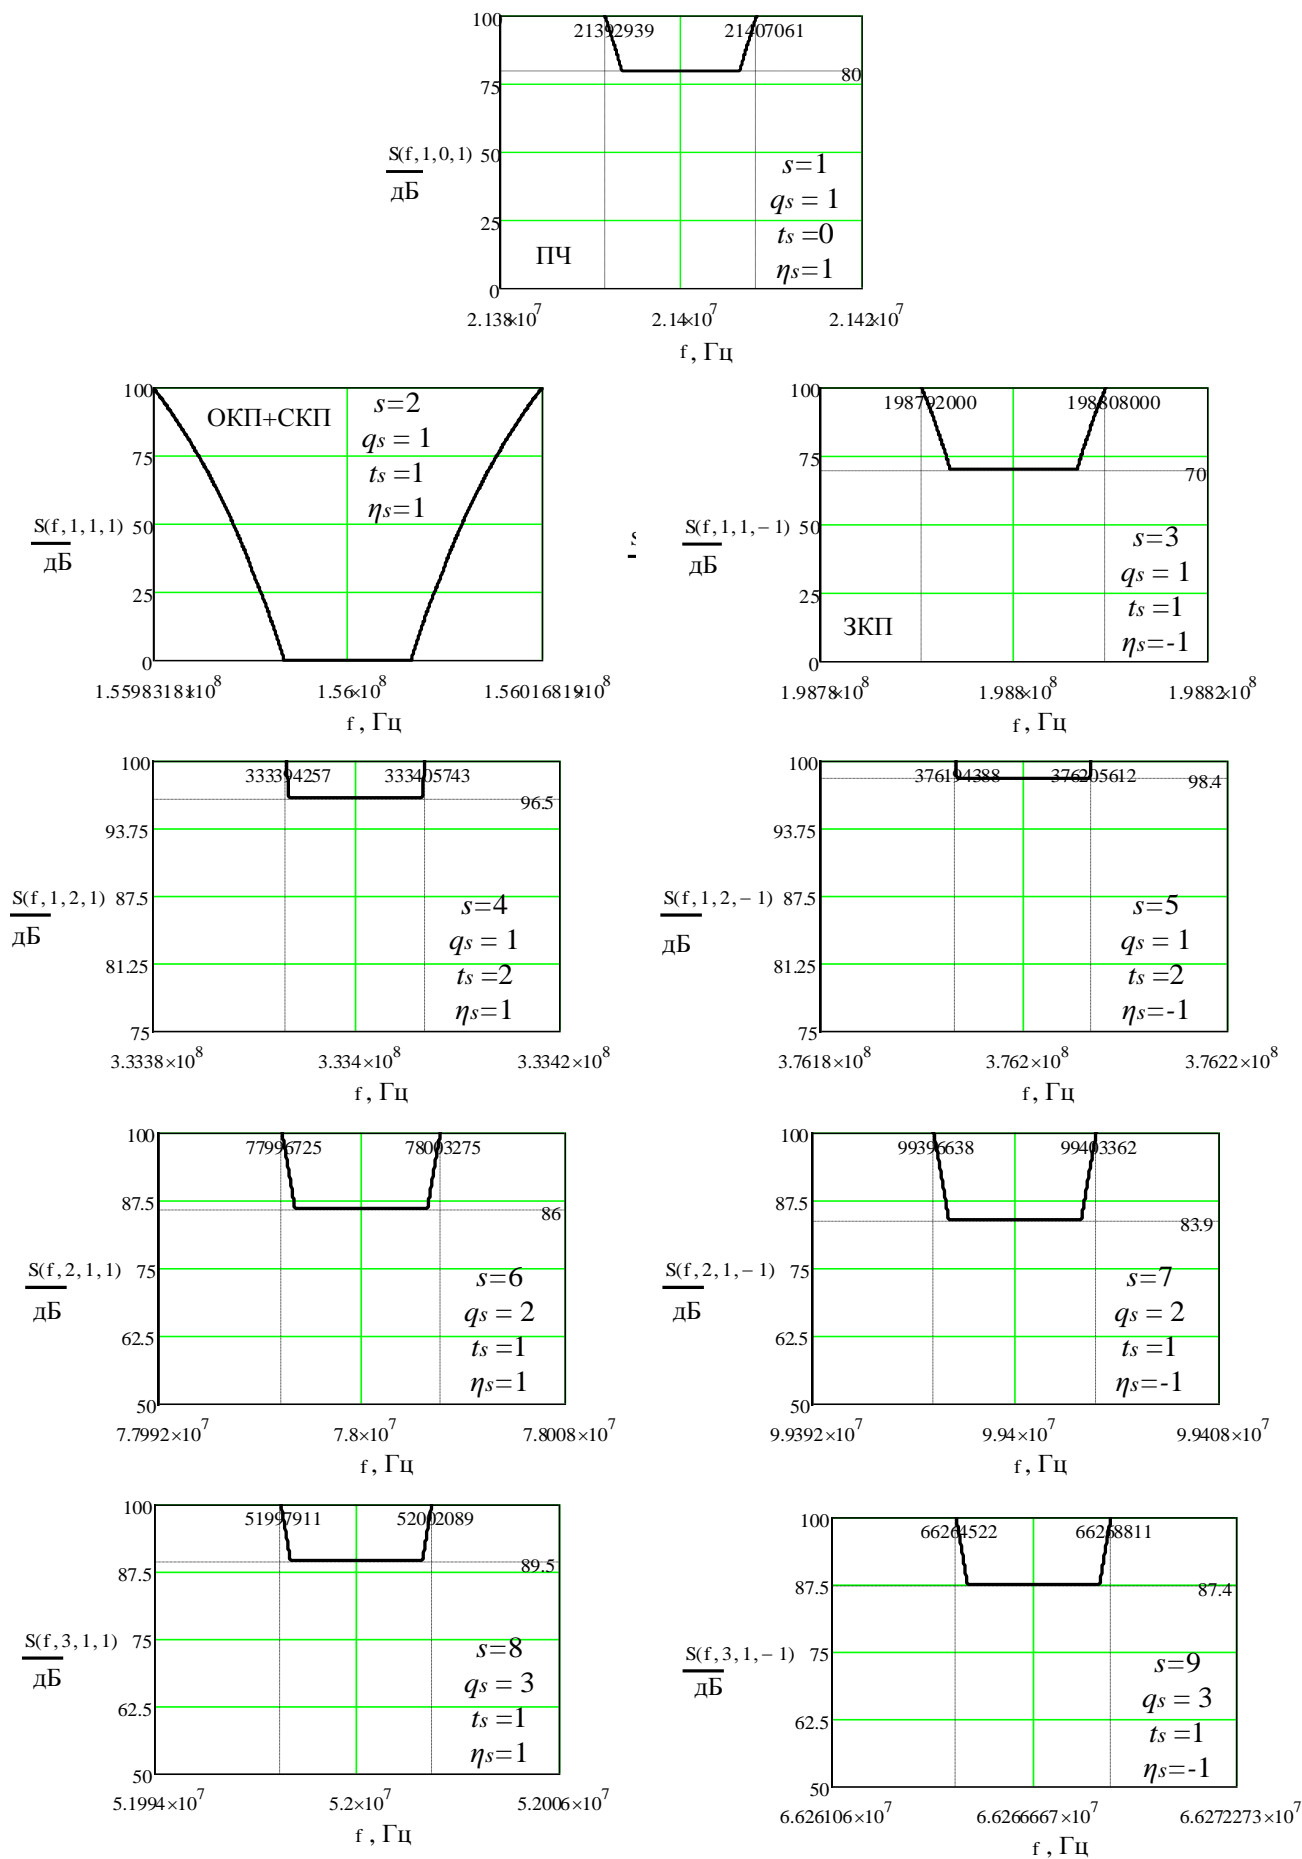 100
21392939 21407061
80
75
S(f,1,0,1)
дБ
50
s=1
qs = 1
25
ts =0
ПЧ
ηs=1
0
2.138×10^7 2.14×10^7 2.142×10^7
f , Гц
100
ОКП+СКП
s=2
qs = 1
75
ts =1
ηs=1
S(f,1,1,1)
дБ
50
25
0
1.5598318×10^8 1.56×10^8 1.56016819×10^8
f , Гц
100
198792000 198808000
75
70
S(f,1,1,−1)
дБ
50
s=3
qs = 1
25
ts =1
ЗКП
ηs=-1
0
1.9878×10^8 1.988×10^8 1.9882×10^8
f , Гц
100
333394257 333405743
96.5
93.75
S(f,1,2,1)
дБ
87.5
s=4
qs = 1
81.25
ts =2
ηs=1
75
3.3338×10^8 3.334×10^8 3.3342×10^8
f , Гц
100
376194388 376205612
98.4
93.75
S(f,1,2,−1)
дБ
87.5
s=5
qs = 1
81.25
ts =2
ηs=-1
75
3.7618×10^8 3.762×10^8 3.7622×10^8
f , Гц
100
77996725 78003275
87.5
86
S(f,2,1,1)
дБ
75
s=6
qs = 2
62.5
ts =1
ηs=1
50
7.7992×10^7 7.8×10^7 7.8008×10^7
f , Гц
100
99396638 99403362
87.5
83.9
S(f,2,1,−1)
дБ
75
s=7
qs = 2
62.5
ts =1
ηs=-1
50
9.9392×10^7 9.94×10^7 9.9408×10^7
f , Гц
100
51997911 52002089
89.5
87.5
S(f,3,1,1)
дБ
75
s=8
qs = 3
62.5
ts =1
ηs=1
50
5.1994×10^7 5.2×10^7 5.2006×10^7
f , Гц
100
66264522 66268811
87.5
87.4
S(f,3,1,−1)
дБ
75
s=9
qs = 3
62.5
ts =1
ηs=-1
50
6.626106×10^7 6.6266667×10^7 6.6272273×10^7
f , Гц